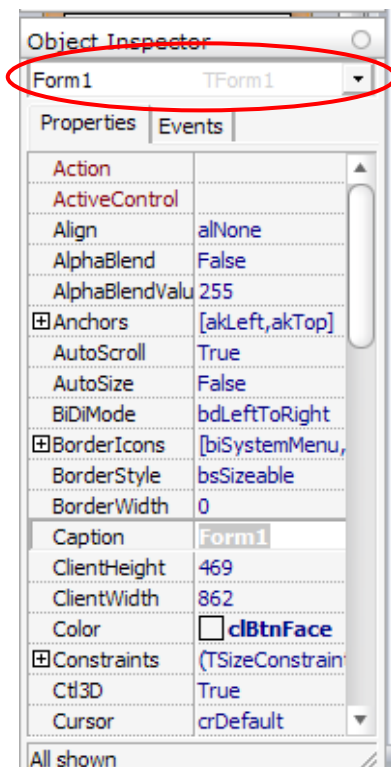 Object Inspector
Form1 TForm1
Properties Events
Action
ActiveControl
Align alNone
AlphaBlend False
AlphaBlendValu 255
Anchors [akLeft,akTop]
AutoScroll True
AutoSize False
BiDiMode bdLeftToRight
BorderIcons [biSystemMenu,
BorderStyle bsSizeable
BorderWidth 0
Caption Form1
ClientHeight 469
ClientWidth 862
Color clBtnFace
Constraints (TSizeConstrain
Ctl3D True
Cursor crDefault
All shown